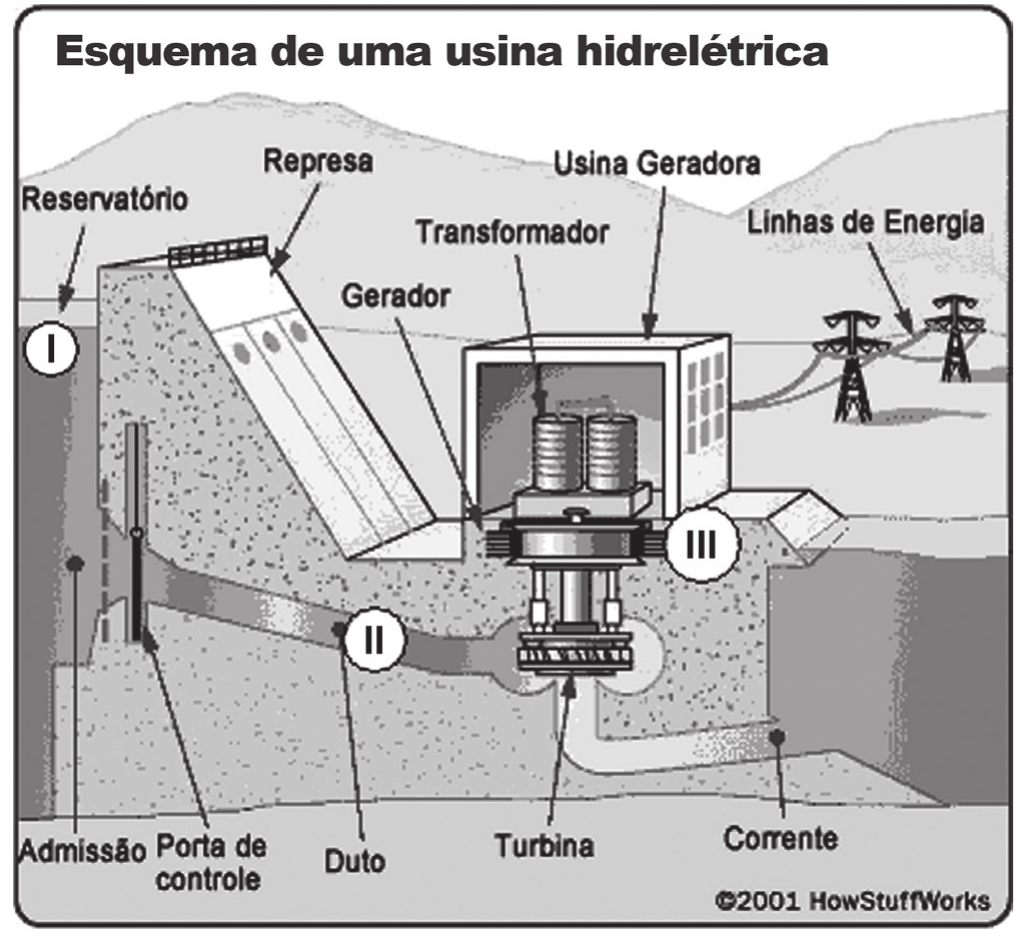 Esquema de uma usina hidrelétrica
Represa
Usina Geradora
Reservatório
Transformador
Linhas de Energia
Gerador
I
III
II
Admissão
Porta de
controle
Duto
Turbina
Corrente
©2001 HowStuffWorks